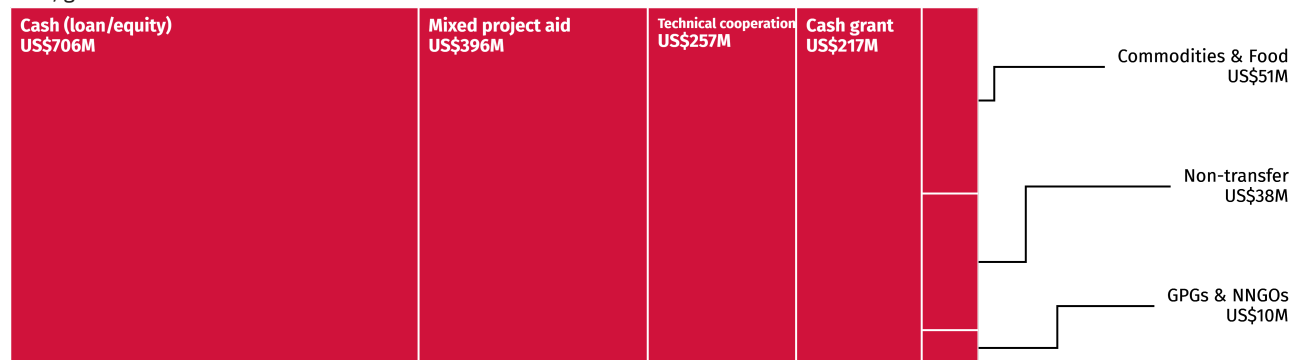 Cash (loan/equity)
US$706M
Mixed project aid
US$396M
Technical cooperation
US$257M
Cash grant
US$217M
Commodities & Food
US$51M
Non-transfer
US$38M
GPGs & NNGOs
US$10M